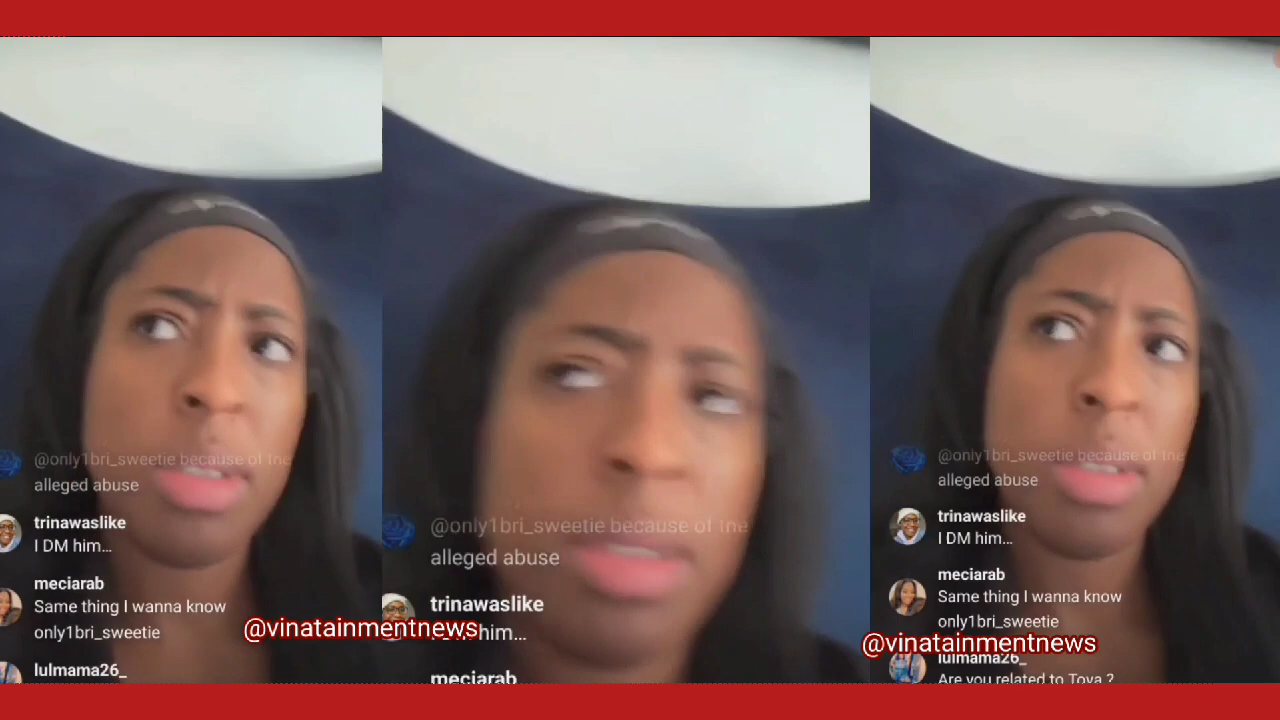 @only1bri_sweetie because of the
alleged abuse
trinawaslike
I DM him...
meciarab
Same thing I wanna know
only1bri_sweetie
lulmama26_
@vinatainmentnews
@only1bri_sweetie because of the
alleged abuse
trinawaslike
him...
meciarab
@only1bri_sweetie because of the
alleged abuse
trinawaslike
I DM him...
meciarab
Same thing I wanna know
only1bri_sweetie
@vinatainmentnews
lulmama26_
Are you related to Toya ?